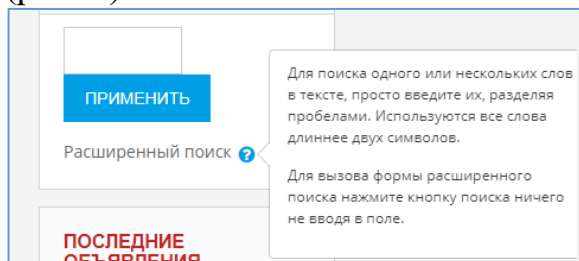 ПРИМЕНИТЬ
Расширенный поиск ?
Для поиска одного или нескольких слов
в тексте, просто введите их, разделяя
пробелами. Используются все слова
длиннее двух символов.
Для вызова формы расширенного
поиска нажмите кнопку поиска ничего
не вводя в поле.
ПОСЛЕДНИЕ
ОБЪЯВЛЕНИЯ